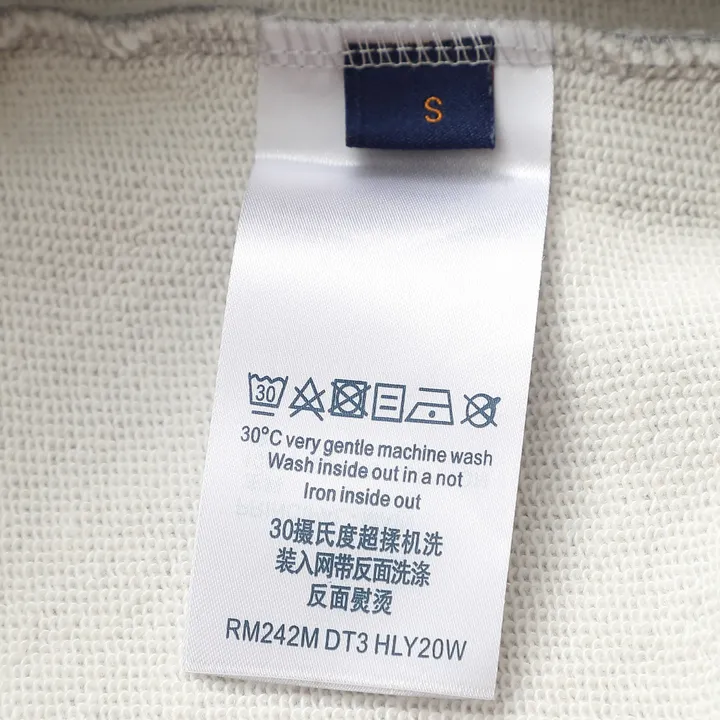 S
30
30°C very gentle machine wash
Wash inside out in a not
Iron inside out
30摄氏度超揉机洗
装入网带反面洗涤
反面熨烫
RM242M DT3 HLY20W